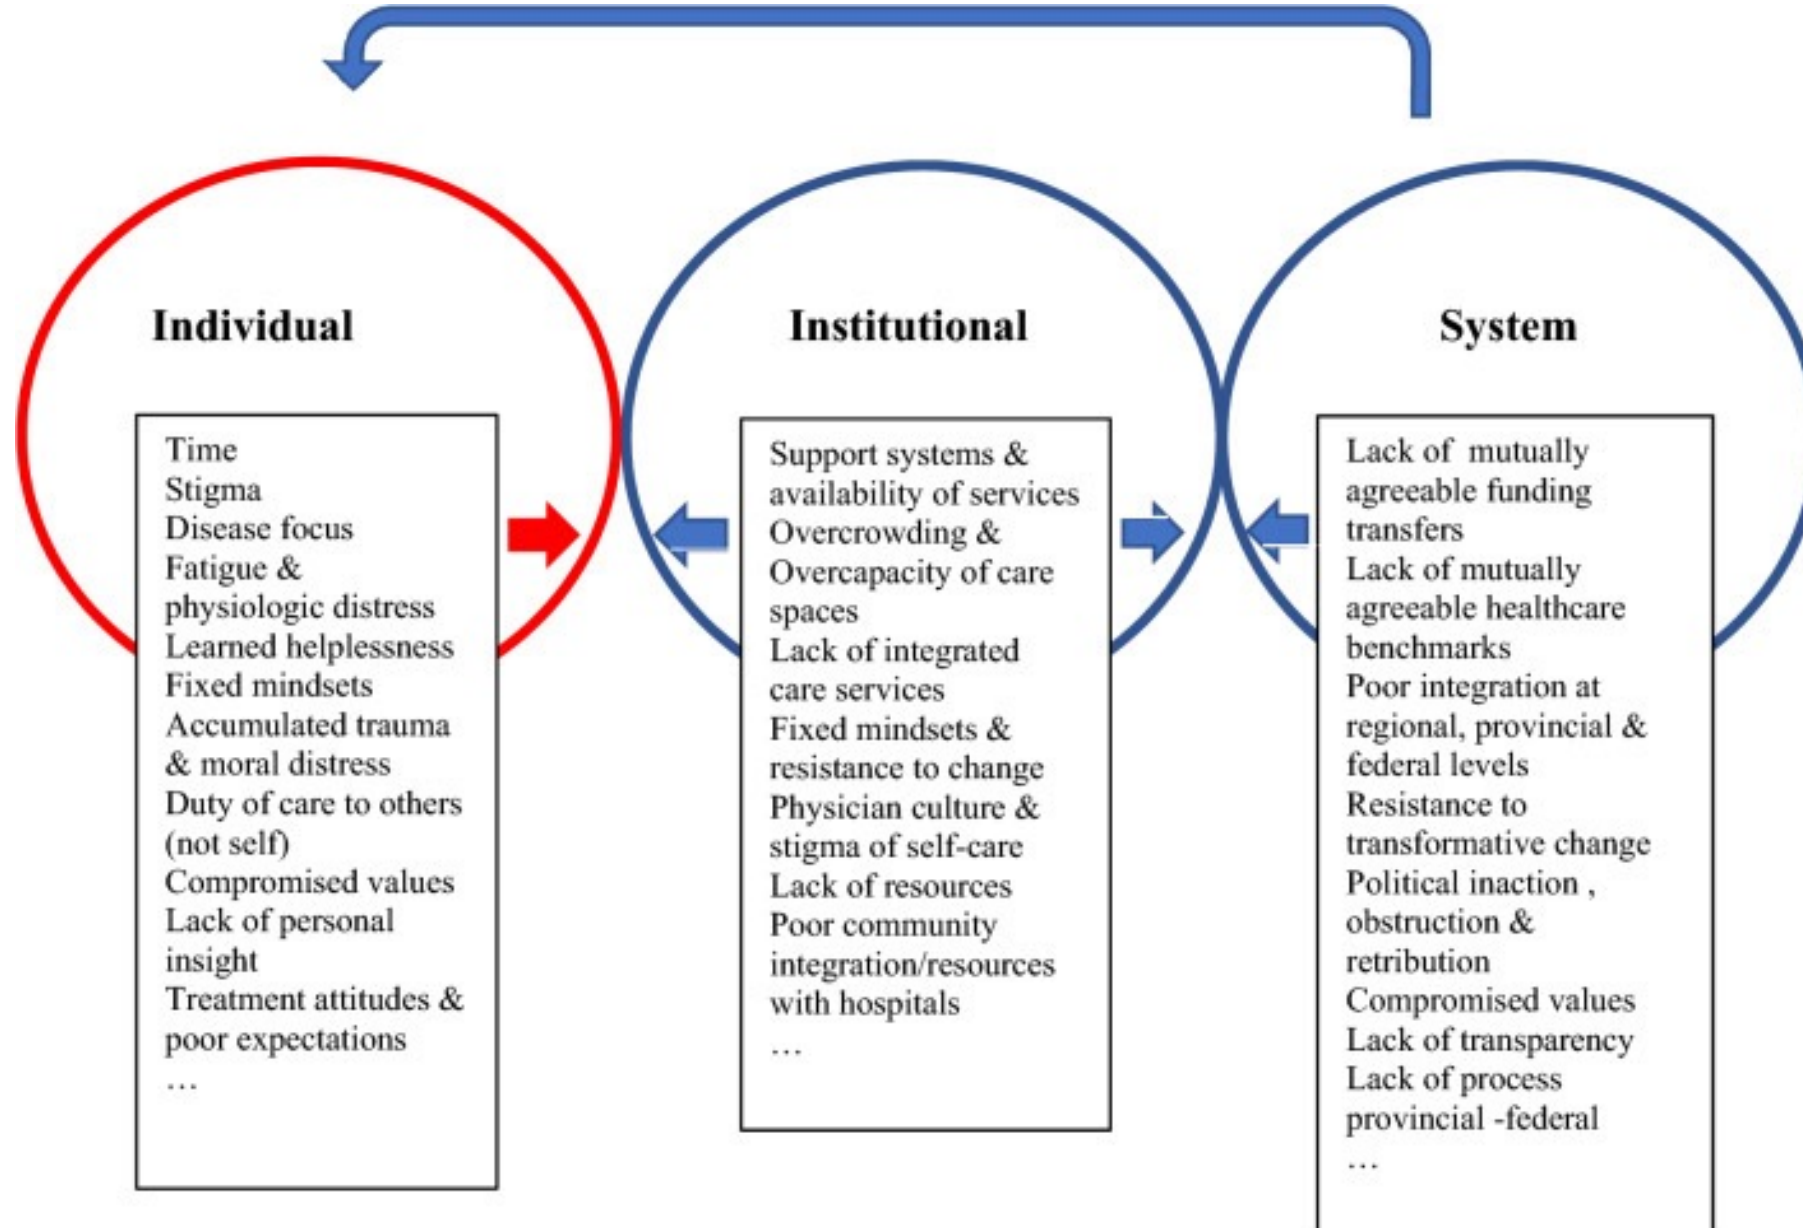 Individual
Time
Stigma
Disease focus
Fatigue &
physiologic distress
Learned helplessness
Fixed mindsets
Accumulated trauma
& moral distress
Duty of care to others
(not self)
Compromised values
Lack of personal
insight
Treatment attitudes &
poor expectations
…
Institutional
Support systems &
availability of services
Overcrowding &
Overcapacity of care
spaces
Lack of integrated
care services
Fixed mindsets &
resistance to change
Physician culture &
stigma of self-care
Lack of resources
Poor community
integration/resources
with hospitals
…
System
Lack of  mutually
agreeable funding
transfers
Lack of mutually
agreeable healthcare
benchmarks
Poor integration at
regional, provincial &
federal levels
Resistance to
transformative change
Political inaction ,
obstruction &
retribution
Compromised values
Lack of transparency
Lack of process
provincial -federal
…